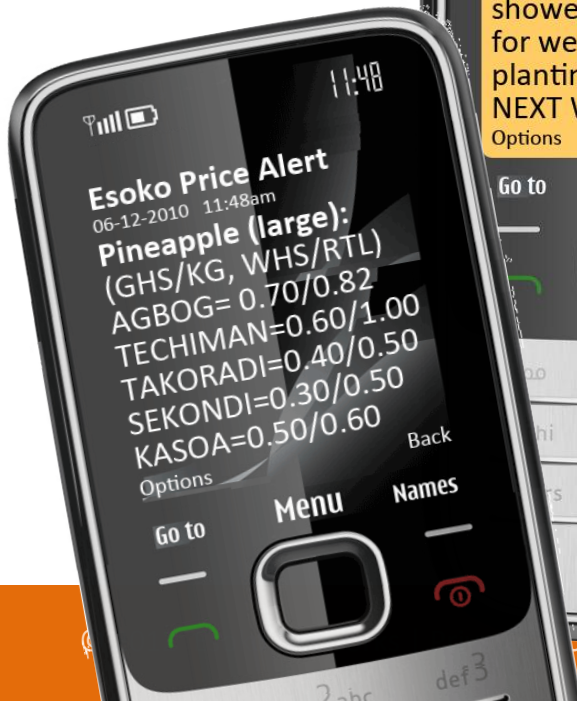 11:48
Esoko Price Alert
06-12-2010 11:48am
Pineapple (large):
(GHS/KG, WHS/RTL)
AGBOG= 0.70/0.82
TECHIMAN=0.60/1.00
TAKORADI=0.40/0.50
SEKONDI=0.30/0.50
KASOA=0.50/0.60
Back
Options
Go to
Menu
Names
2abc
def3
for we
NEXT
Options
Go to